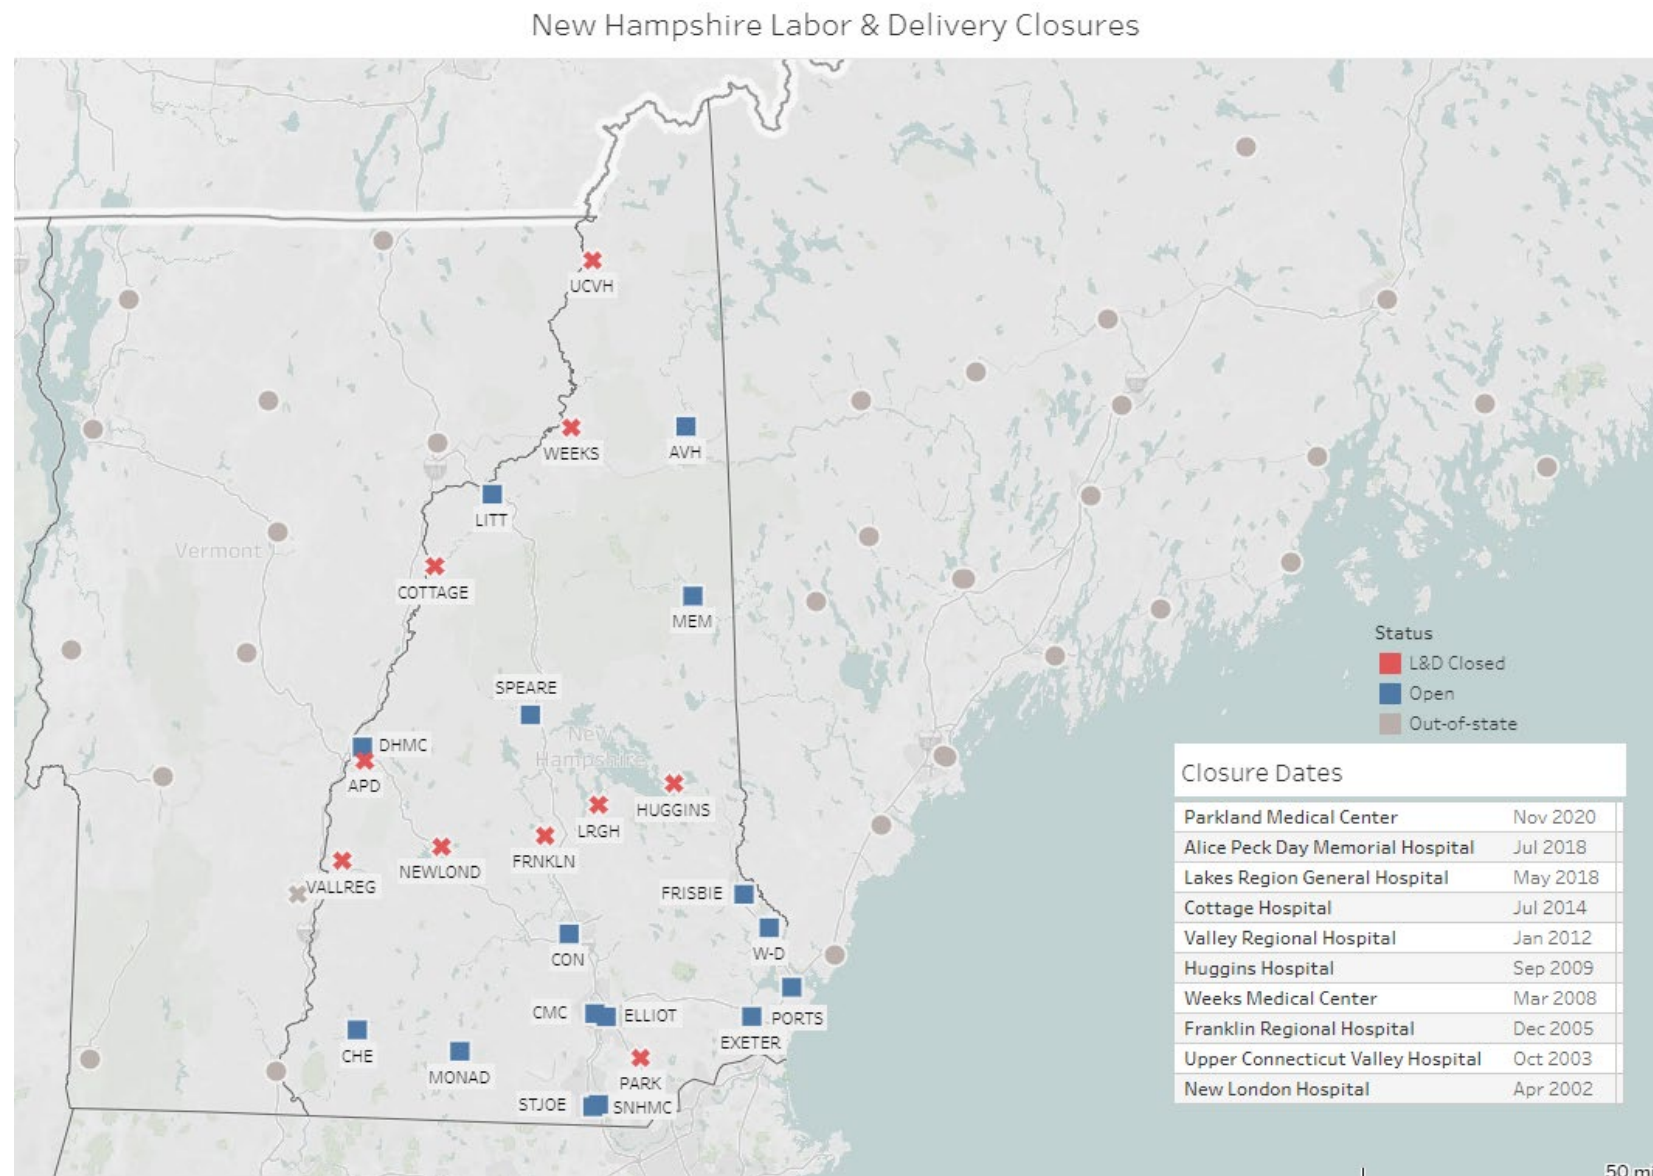 New Hampshire Labor & Delivery Closures
UCVH
WEEKS
AVH
LITT
Vermont
COTTAGE
MEM
SPEARE
DHMC
APD
New
Hampshire
HUGGINS
LRGH
FRNKLN
NEWLOND
VALLREG
FRISBIE
W-D
CON
CMC
ELLIOT
PORTS
EXETER
CHE
MONAD
PARK
STJOE
SNHMC
Status
L&D Closed
Open
Out-of-state
Closure Dates
Parkland Medical Center Nov 2020
Alice Peck Day Memorial Hospital Jul 2018
Lakes Region General Hospital May 2018
Cottage Hospital Jul 2014
Valley Regional Hospital Jan 2012
Huggins Hospital Sep 2009
Weeks Medical Center Mar 2008
Franklin Regional Hospital Dec 2005
Upper Connecticut Valley Hospital Oct 2003
New London Hospital Apr 2002
50 mi